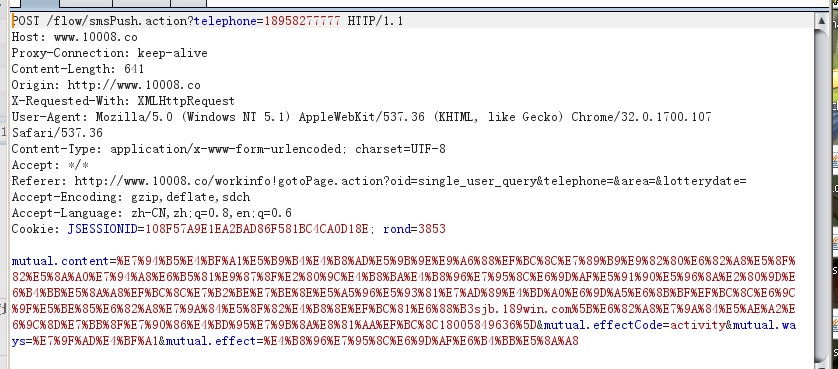 POST /flow/smsPush.action?telephone=18958277777 HTTP/1.1
Host: www.10008.co
Proxy-Connection: keep-alive
Content-Length: 641
Origin: http://www.10008.co
X-Requested-With: XMLHttpRequest
User-Agent: Mozilla/5.0 (Windows NT 5.1) AppleWebKit/537.36 (KHTML, like Gecko) Chrome/32.0.1700.107
Safari/537.36
Content-Type: application/x-www-form-urlencoded; charset=UTF-8
Accept: */*
Referer: http://www.10008.co/workinfo!gotoPage.action?oid=single_user_query&telephone=&area=&lotterydate=
Accept-Encoding: gzip,deflate,sdch
Accept-Language: zh-CN,zh;q=0.8,en;q=0.6
Cookie: JSESSIONID=108F57A9E1EA2BAD86F581BC4CA0D18E; rond=3853
mutual.content=%E7%94%B5%E4%BF%A1%E5%B9%B4%E4%B8%AD%E5%9B%9E%E9%A6%88%EF%BC%8C%E7%89%B9%E9%82%80%E6%82%A8%E5%8F%
82%E5%8A%A0%E7%94%A8%E6%B5%81%E9%87%8F%E2%80%9C%E4%B8%BA%E4%B8%96%E7%95%8C%E6%9D%AF%E5%91%90%E5%96%8A%E2%80%9D%E
6%B4%BB%E5%8A%A8%EF%BC%8C%E7%B2%BE%E7%BE%8E%E5%A5%96%E5%93%81%E7%AD%89%E4%BD%A0%E6%9D%A5%E6%8B%BF%EF%BC%8C%E6%9C
%9F%E5%BE%85%E6%82%A8%E7%9A%84%E5%8F%82%E4%B8%8E%EF%BC%81%E6%88%B3sjb.189win.com%5B%E6%82%A8%E7%9A%84%E5%AE%A2%E
6%9C%8D%E7%BB%8F%E7%90%86%E4%BD%95%E7%9B%8A%E8%81%AA%EF%BC%8C18005849636%5D&mutual.effectCode=activity&mutual.wa
ys=%E7%9F%AD%E4%BF%A1&mutual.effect=%E4%B8%96%E7%95%8C%E6%9D%AF%E6%B4%BB%E5%8A%A8